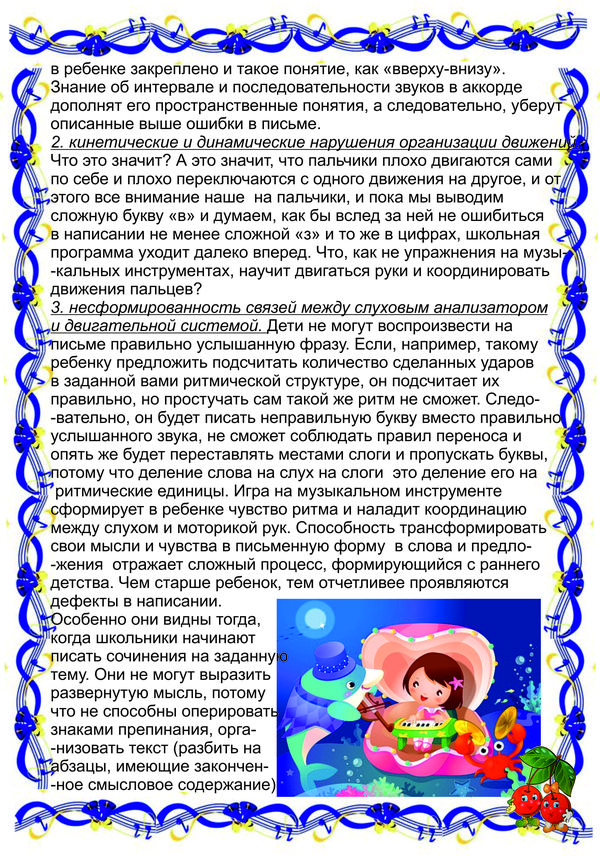 в ребенке закреплено и такое понятие, как «вверху-внизу».
Знание об интервале и последовательности звуков в аккорде
дополнят его пространственные понятия, а следовательно, уберут
описанные выше ошибки в письме.
2. кинетические и динамические нарушения организации движений.
Что это значит? А это значит, что пальчики плохо двигаются сами
по себе и плохо переключаются с одного движения на другое, и от
этого все внимание наше на пальчики, и пока мы выводим
сложную букву «в» и думаем, как бы вслед за ней не ошибиться
в написании не менее сложной «з» и то же в цифрах, школьная
программа уходит далеко вперед. Что, как не упражнения на музы-
-кальных инструментах, научит двигаться руки и координировать
движения пальцев?
3. несформированность связей между слуховым анализатором
и двигательной системой. Дети не могут воспроизвести на
письме правильно услышанную фразу. Если, например, такому
ребенку предложить подсчитать количество сделанных ударов
в заданной вами ритмической структуре, он подсчитает их
правильно, но простучать сам такой же ритм не сможет. Следо-
-вательно, он будет писать неправильную букву вместо правильно
услышанного звука, не сможет соблюдать правил переноса и
опять же будет переставлять местами слоги и пропускать буквы,
потому что деление слова на слух на слоги это деление его на
ритмические единицы. Игра на музыкальном инструменте
сформирует в ребенке чувство ритма и наладит координацию
между слухом и моторикой рук. Способность трансформировать
свои мысли и чувства в письменную форму в слова и предло-
-жения отражает сложный процесс, формирующийся с раннего
детства. Чем старше ребенок, тем отчетливее проявляются
дефекты в написании.
Особенно они видны тогда,
когда школьники начинают
писать сочинения на заданную
тему. Они не могут выразить
развернутую мысль, потому
что не способны оперировать
знаками препинания, орга-
-низовать текст (разбить на
абзацы, имеющие закончен-
-ное смысловое содержание)